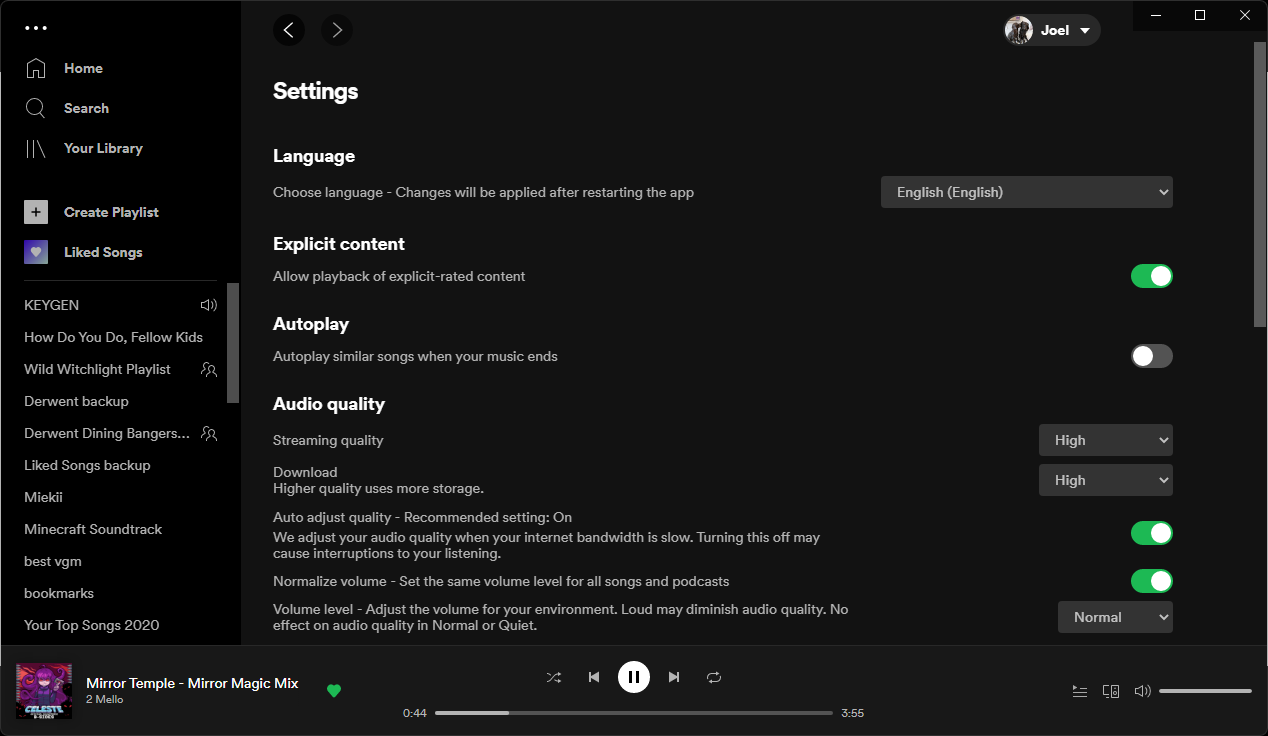 Joel
Home
Search
Your Library
Create Playlist
Liked Songs
KEYGEN
How Do You Do, Fellow Kids
Wild Witchlight Playlist
Derwent backup
Derwent Dining Bangers...
Liked Songs backup
Miekii
Minecraft Soundtrack
best vgm
bookmarks
Your Top Songs 2020
Settings
Language
Choose language - Changes will be applied after restarting the app
English (English)
Explicit content
Allow playback of explicit-rated content
Autoplay
Autoplay similar songs when your music ends
Audio quality
Streaming quality
High
Download
Higher quality uses more storage.
High
Auto adjust quality - Recommended setting: On
We adjust your audio quality when your internet bandwidth is slow. Turning this off may
cause interruptions to your listening.
Normalize volume - Set the same volume level for all songs and podcasts
Volume level - Adjust the volume for your environment. Loud may diminish audio quality. No
effect on audio quality in Normal or Quiet.
Normal
CELESTE
B-SIDES
Mirror Temple - Mirror Magic Mix
2 Mello
0:44
3:55